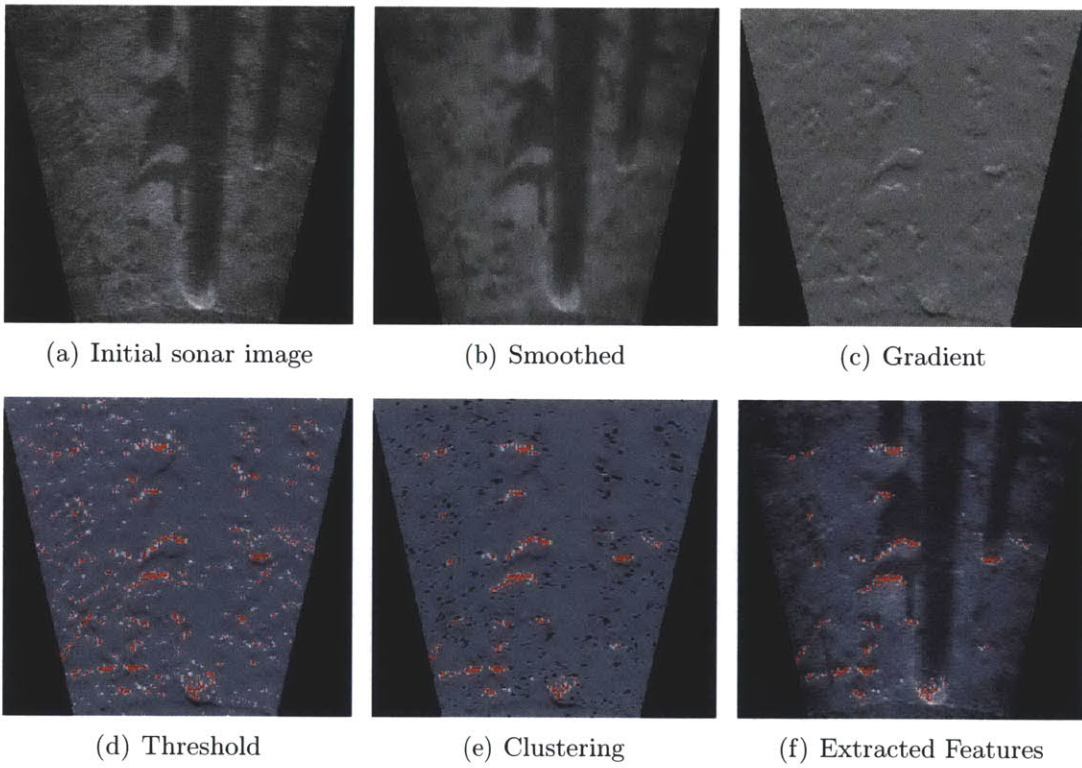 (a) Initial sonar image
(b) Smoothed
(c) Gradient
(d) Threshold
(e) Clustering
(f) Extracted Features